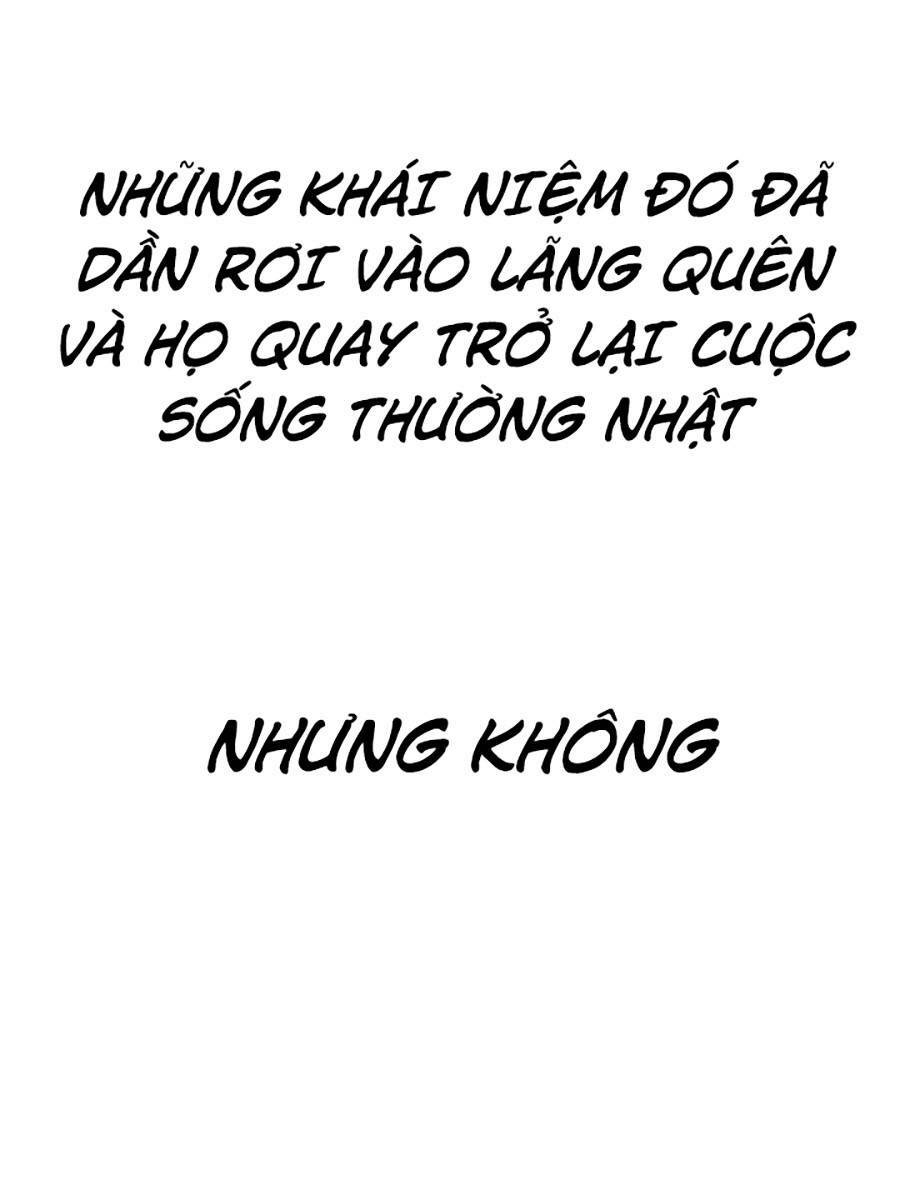 NHỮNG KHÁI NIỆM ĐÓ ĐÃ
DẦN RƠI VÀO LÃNG QUÊN
VÀ HỌ QUAY TRỞ LẠI CUỘC
SỐNG THƯỜNG NHẬT
NHƯNG KHÔNG